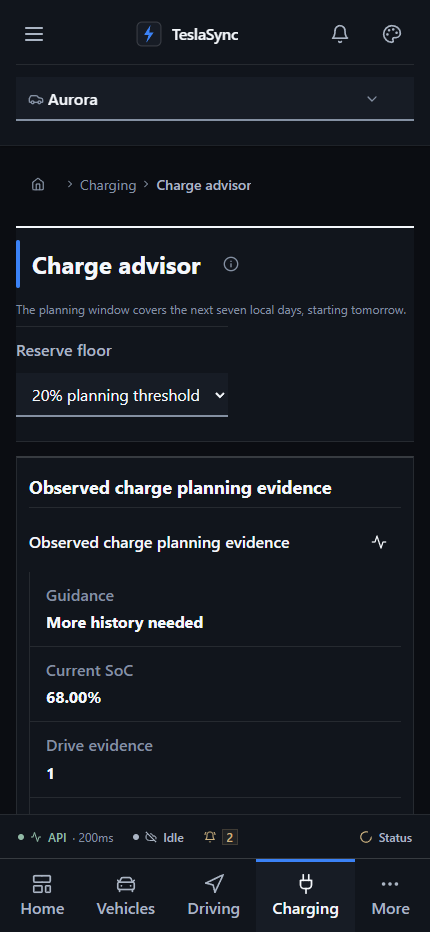 TeslaSync
Aurora
Charging
Charge advisor
Charge advisor
The planning window covers the next seven local days, starting tomorrow.
Reserve floor
20% planning threshold
Observed charge planning evidence
Observed charge planning evidence
Guidance
More history needed
Current SoC
68.00%
Drive evidence
1
API · 200ms
Idle
2
Status
Home
Vehicles
Driving
Charging
More